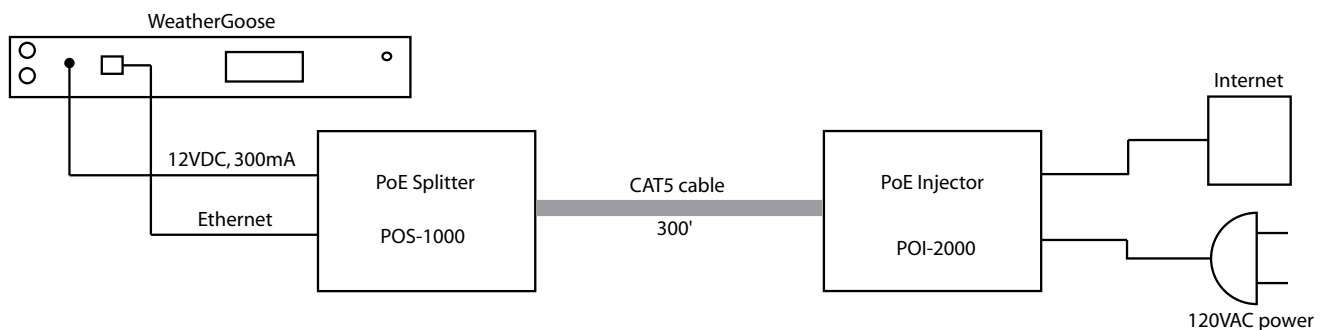 WeatherGoose
Internet
12VDC, 300mA
PoE Splitter
CAT5 cable
PoE Injector
Ethernet
POS-1000
300'
POI-2000
120VAC power